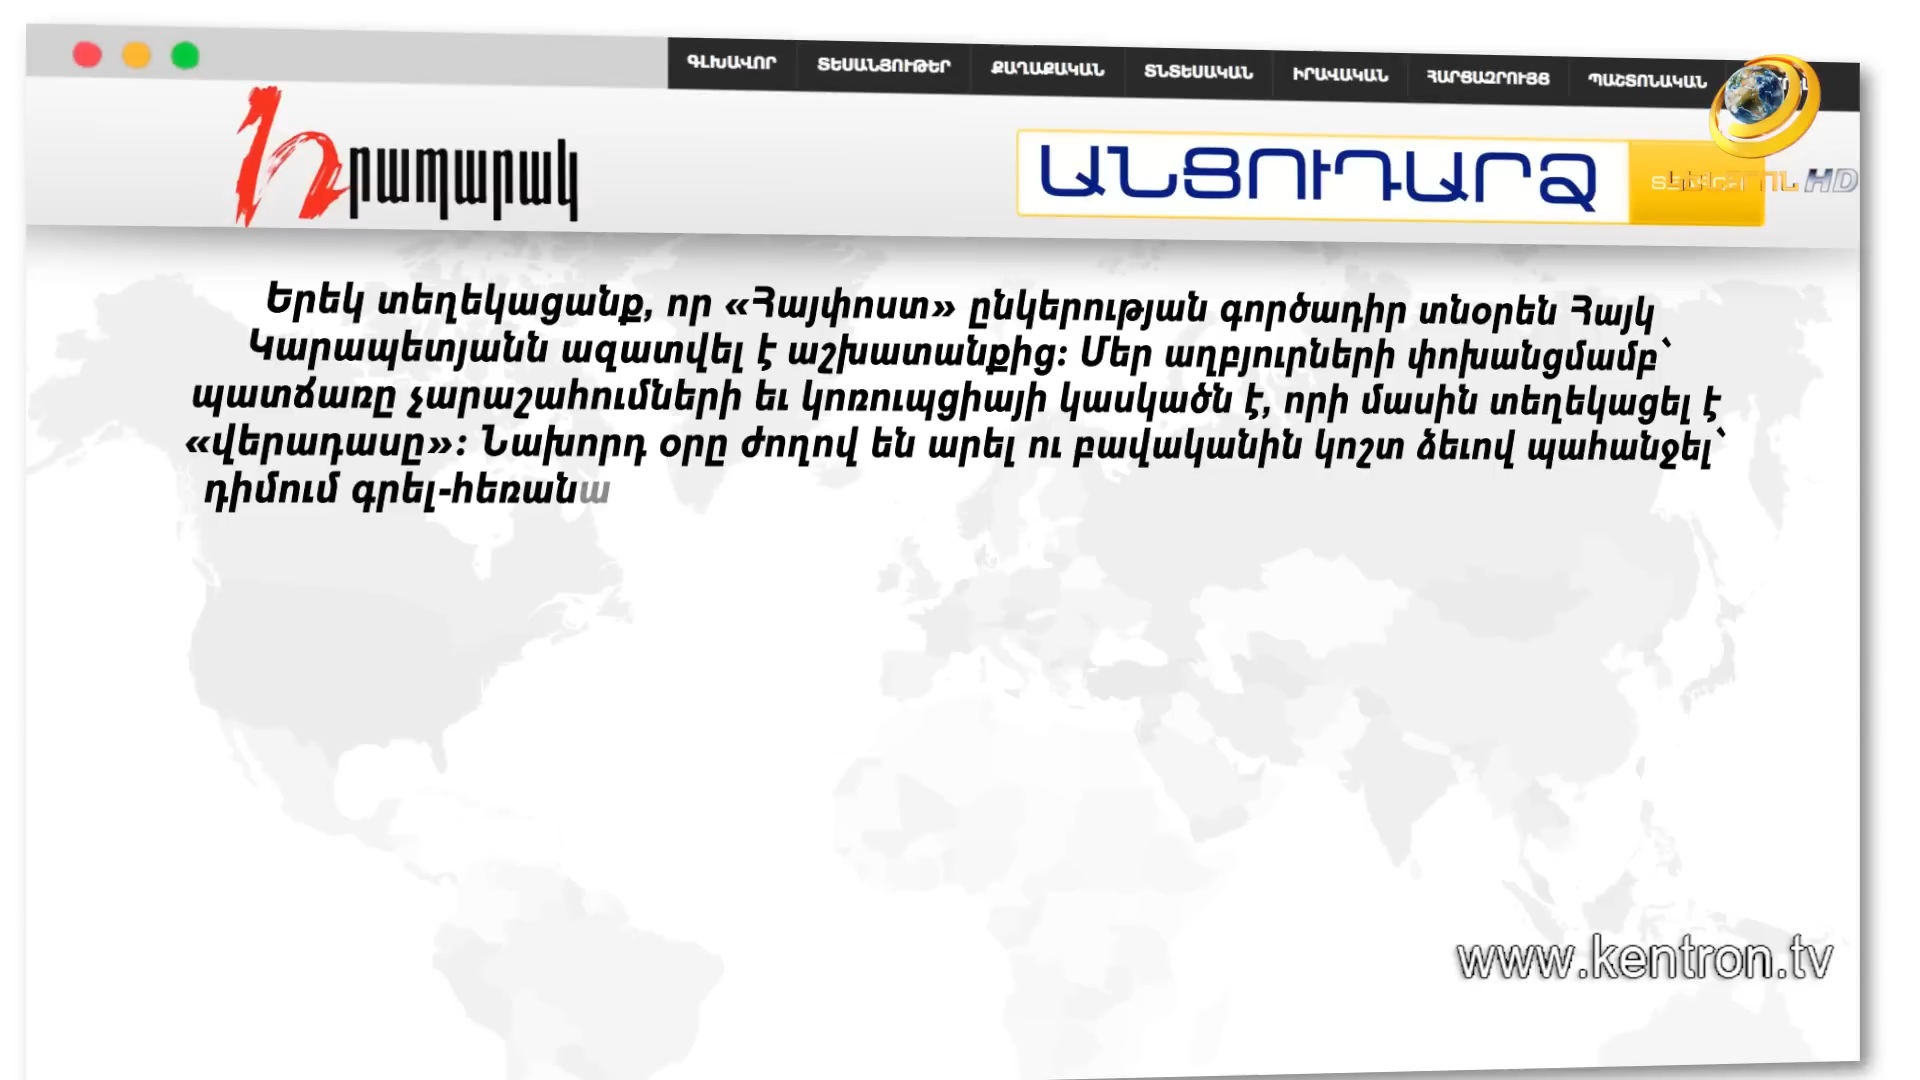 ԳԼԽԱՎՈՐ ՏԵՍԱՆՅՈՒԹԵՐ ՔԱՂԱՔԱԿԱՆ ՏՆՏԵՍԱԿԱՆ ԻՐԱՎԱԿԱՆ ՀԱՐՑԱԶՐՈՒՅՑ ՊԱՇՏՈՆԱԿԱՆ
Հրապարակ
ԱՆՑՈՒԴԱՐՁ
HD
Երեկ տեղեկացանք, որ «Հայփոստ» ընկերության գործադիր տնօրեն Հայկ
Կարապետյանն ազատվել է աշխատանքից: Մեր աղբյուրների փոխանցմամբ՝
պատճառը չարաշահումների եւ կոռուպցիայի կասկածն է, որի մասին տեղեկացել է
«վերադասը»: Նախորդ օրը ժողով են արել ու բավականին կոշտ ձեւով պահանջել՝
դիմում գրել-հեռանա
www.kentron.tv